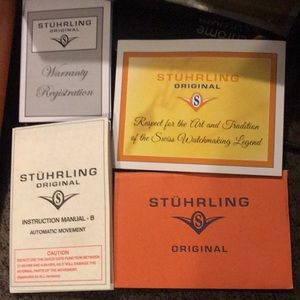 STÜHRLING
ORIGINAL
S
Warranty
Registration
STÜHRLING
ORIGINAL
S
Respect for the Art and Tradition
of the Swiss Watchmaking Legend
STÜHRLING
ORIGINAL
S
INSTRUCTION MANUAL - B
AUTOMATIC MOVEMENT
CAUTION
STÜHRLING
S
ORIGINAL